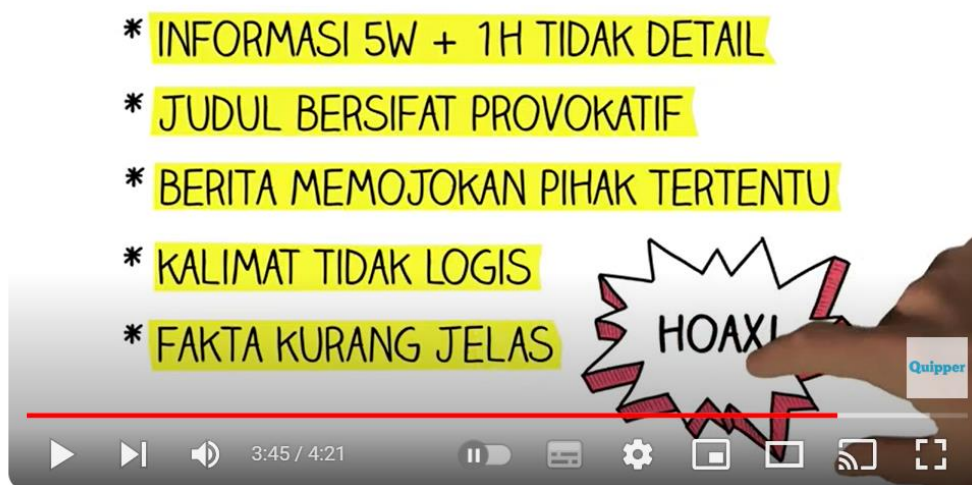 * INFORMASI 5W + 1H TIDAK DETAIL
* JUDUL BERSIFAT PROVOKATIF
* BERITA MEMOJOKAN PIHAK TERTENTU
* KALIMAT TIDAK LOGIS
* FAKTA KURANG JELAS
HOAX!
Quipper
3:45 / 4:21